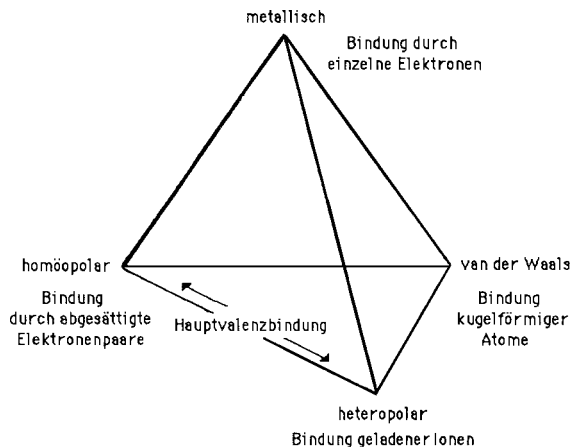 metallisch
Bindung durch
einzelne Elektronen
homöopolar
van der Waals
Bindung
durch abgesättigte
Elektronenpaare
Hauptvalenzbindung
Bindung
kugelförmiger
Atome
heteropolar
Bindung geladener Ionen